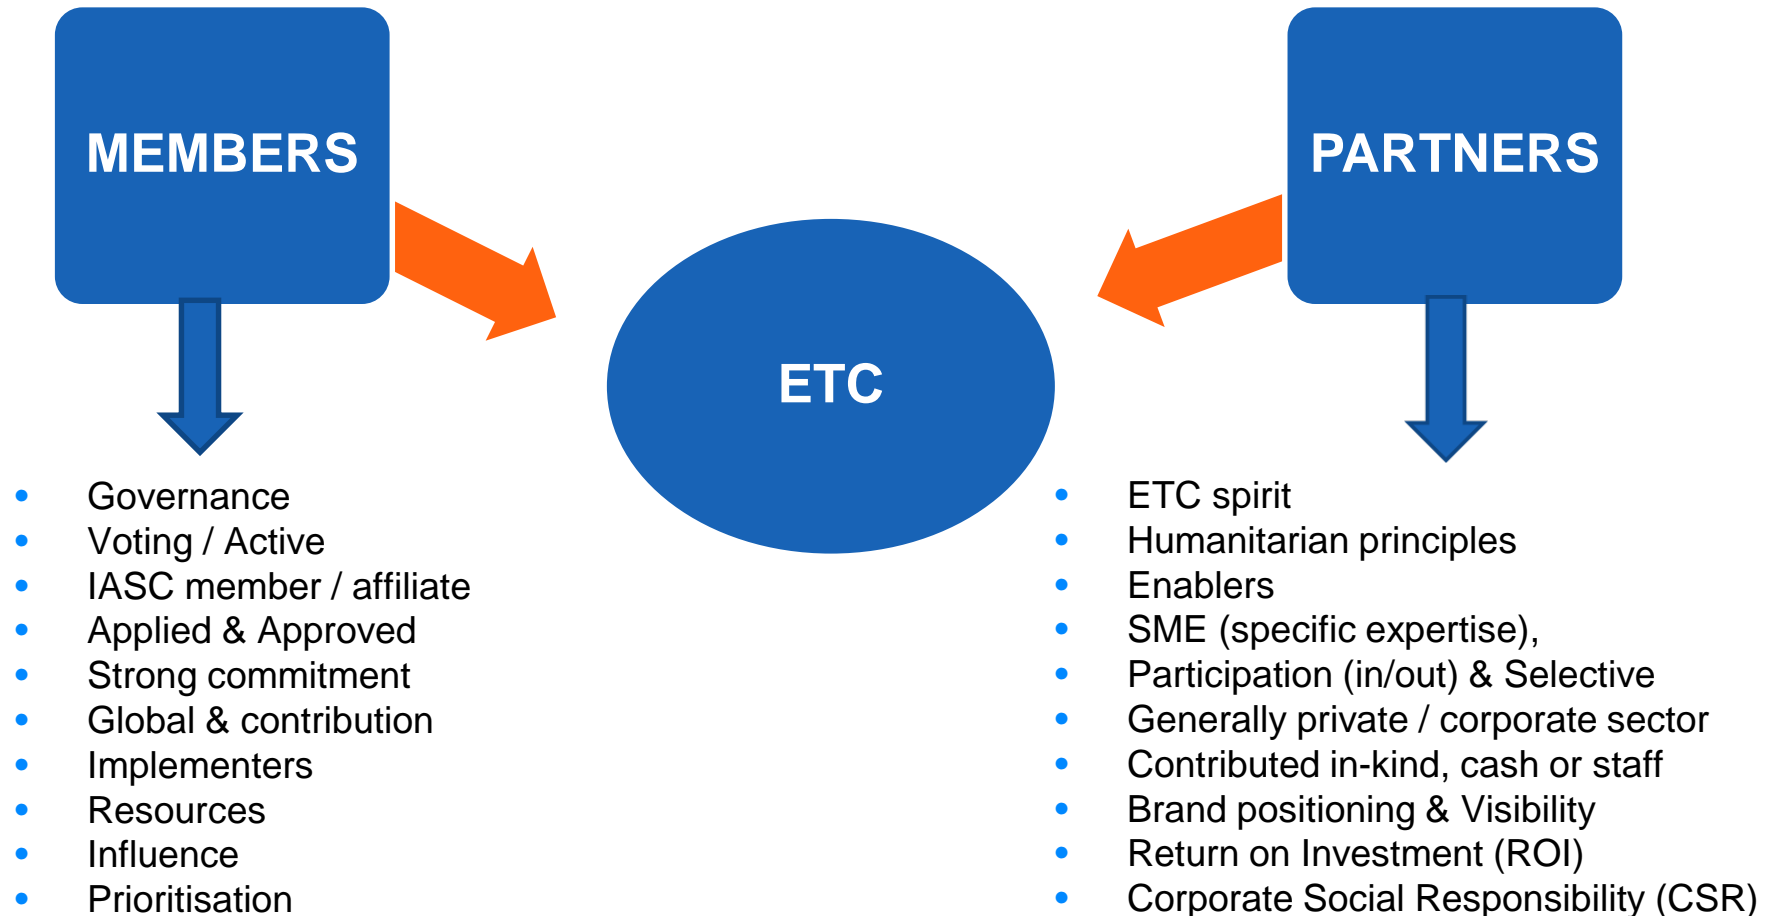 MEMBERS
PARTNERS
ETC
• Governance
• Voting / Active
• IASC member / affiliate
• Applied & Approved
• Strong commitment
• Global & contribution
• Implementers
• Resources
• Influence
• Prioritisation
• ETC spirit
• Humanitarian principles
• Enablers
• SME (specific expertise),
• Participation (in/out) & Selective
• Generally private / corporate sector
• Contributed in-kind, cash or staff
• Brand positioning & Visibility
• Return on Investment (ROI)
• Corporate Social Responsibility (CSR)